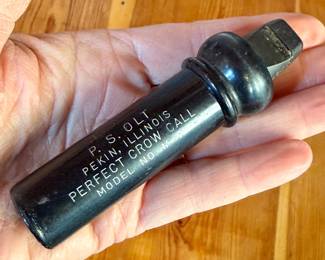 P. S. OLT
PEKIN, ILLINOIS
PERFECT CROW CALL
MODEL NO.